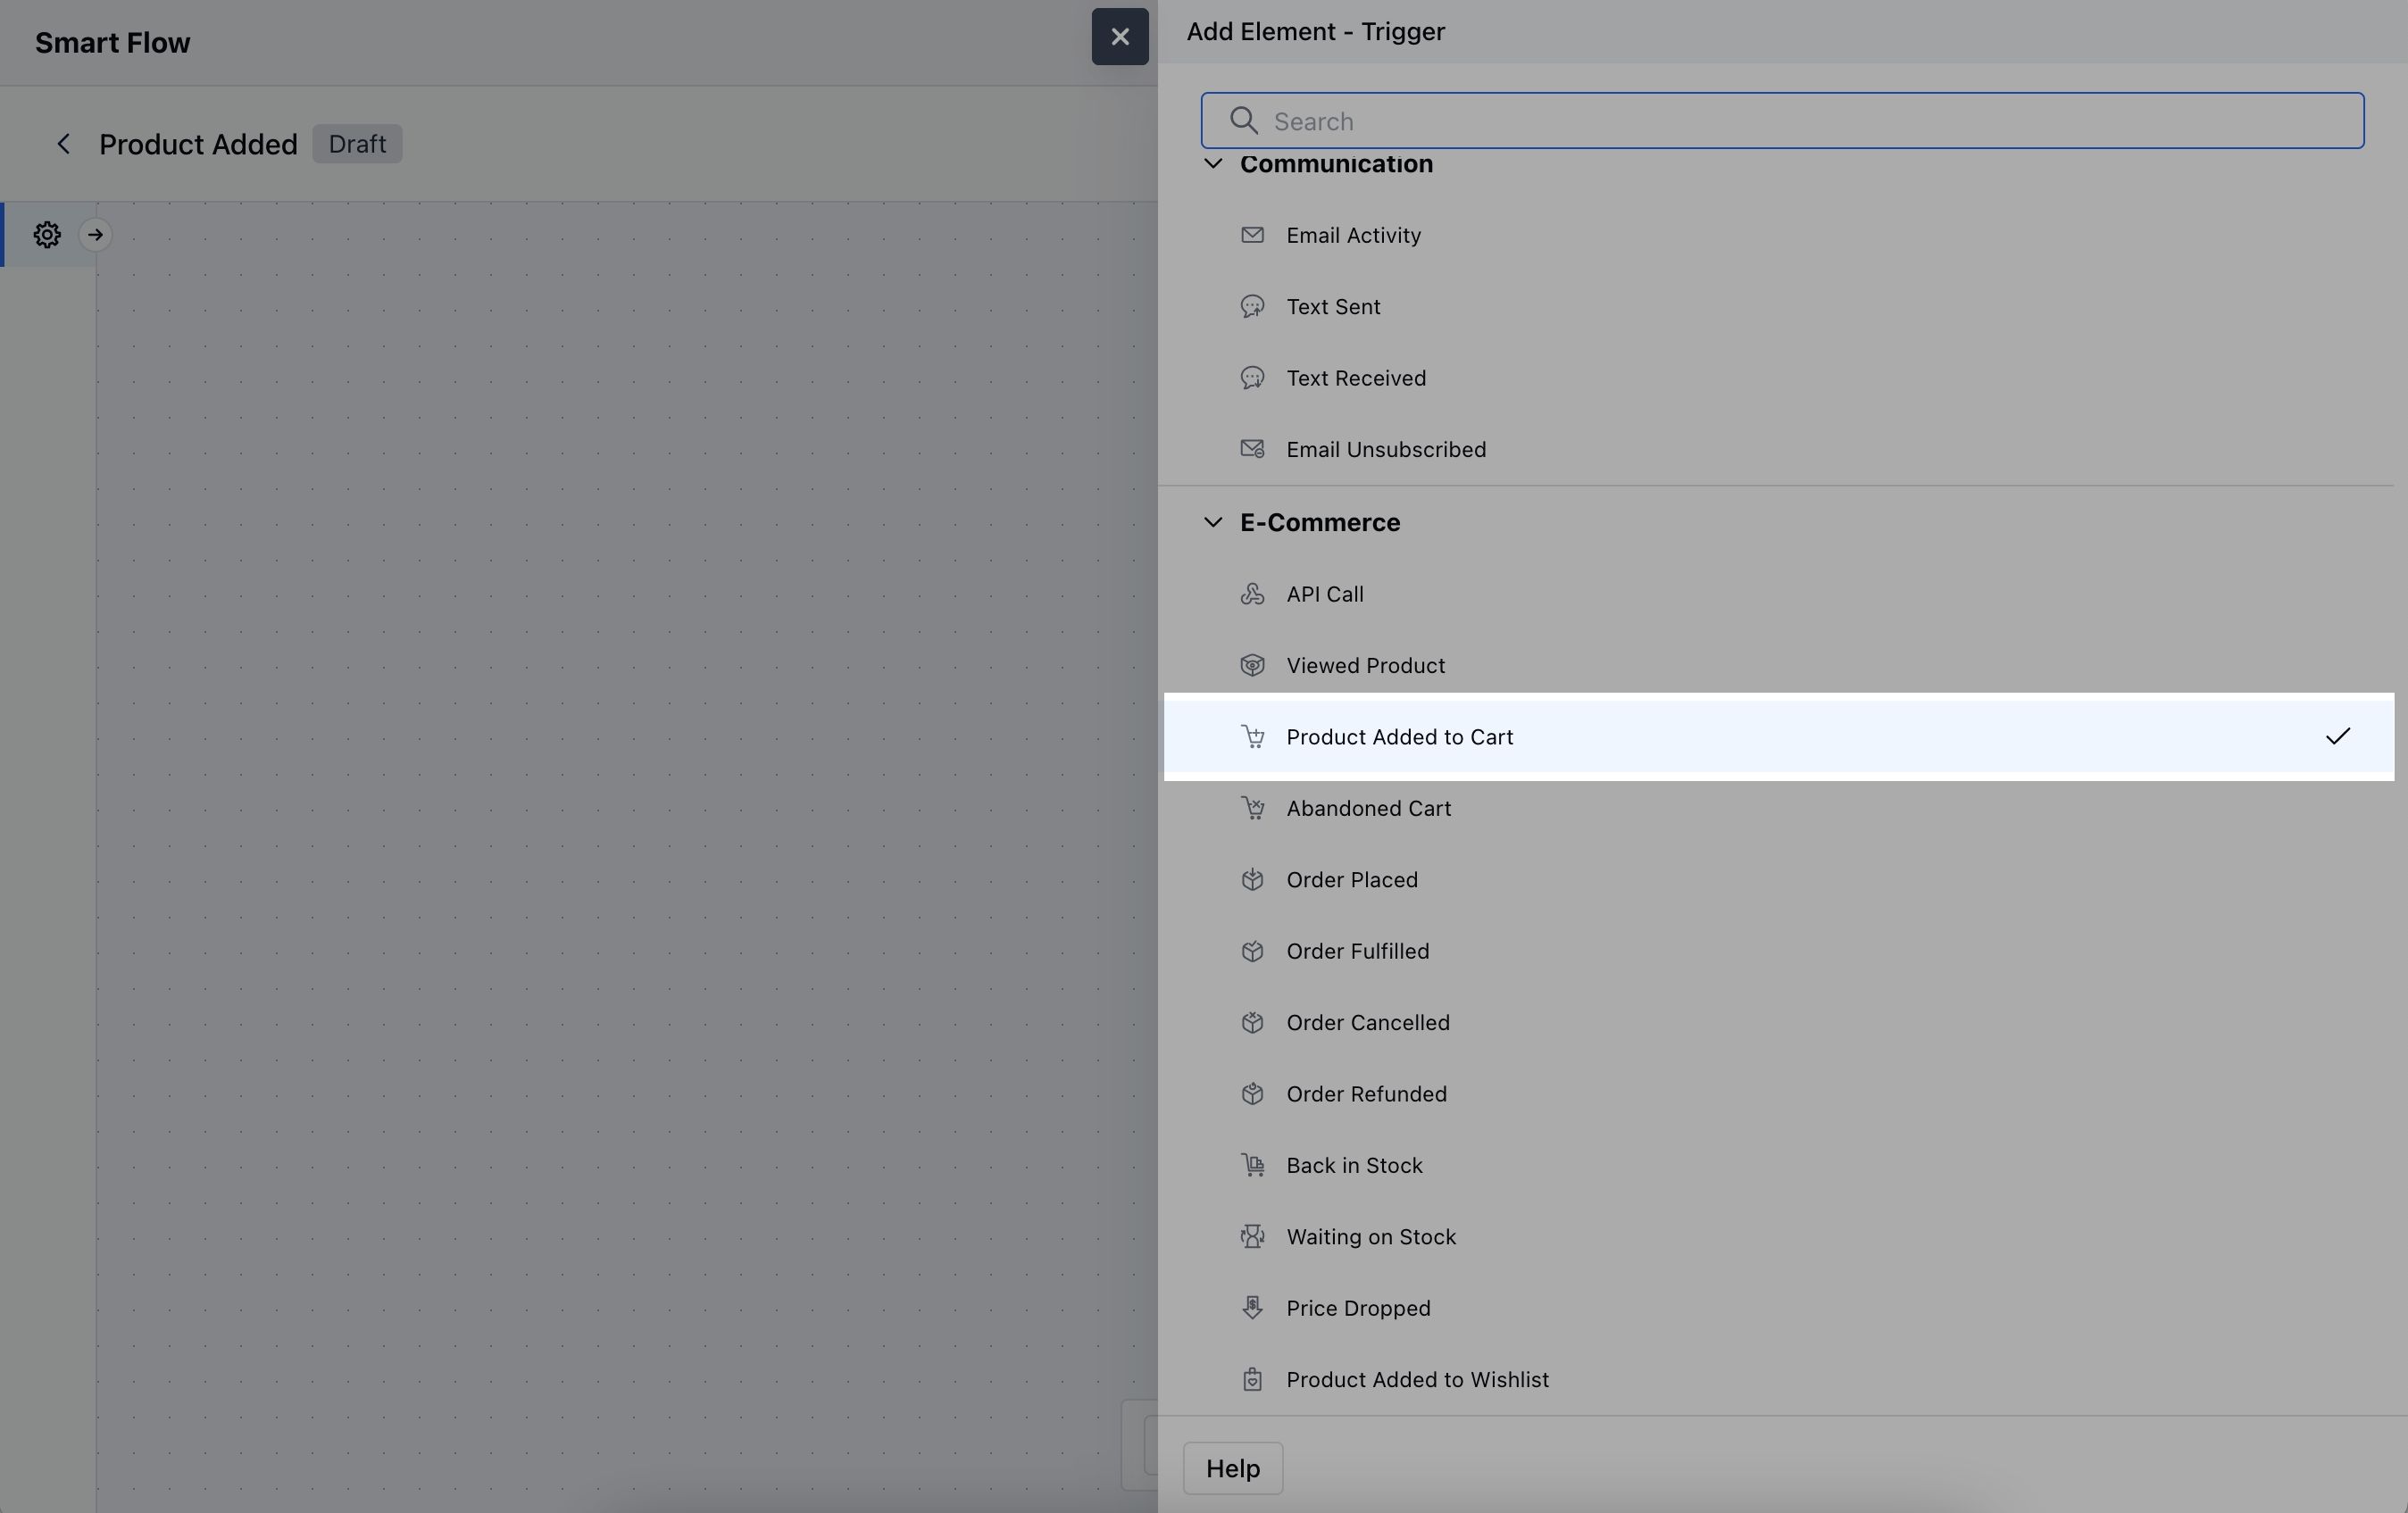 Smart Flow
Product Added
Draft
Add Element - Trigger
Search
Communication
Email Activity
Text Sent
Text Received
Email Unsubscribed
E-Commerce
API Call
Viewed Product
Product Added to Cart
Abandoned Cart
Order Placed
Order Fulfilled
Order Cancelled
Order Refunded
Back in Stock
Waiting on Stock
Price Dropped
Product Added to Wishlist
Help